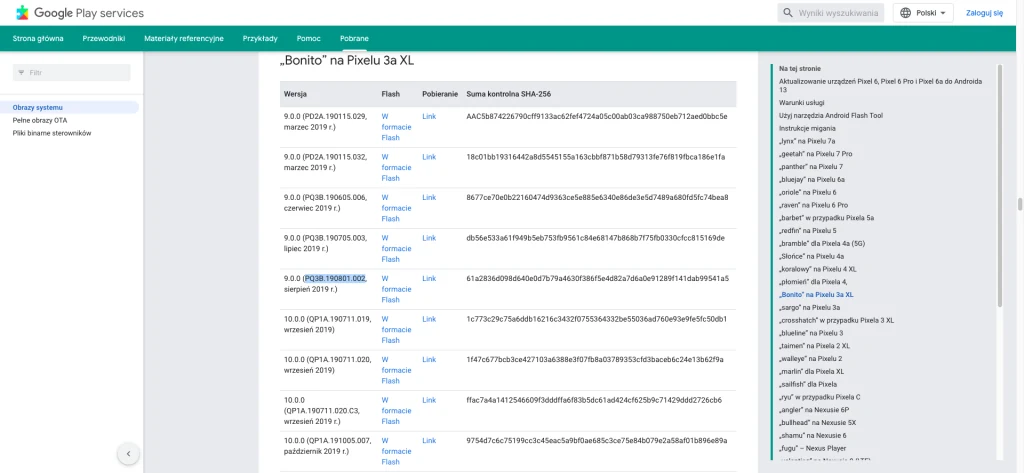 Google Play services
Wyniki wyszukiwania
Polski
Zaloguj się
Strona główna
Przewodniki
Materiały referencyjne
Przykłady
Pomoc
Pobrane
Filtr
Obrazy systemu
Pełne obrazy OTA
Pliki binarne sterowników
„Bonito” na Pixelu 3a XL
Wersja Flash Pobieranie Suma kontrolna SHA-256
9.0.0 (PD2A.190115.029, W Link AAC5b874226790cff9133ac62fef4724a05c00ab03ca988750eb712aed0bbc5e
marzec 2019 r.) formacie
Flash
9.0.0 (PD2A.190115.032, W Link 18c01bb19316442a8d5545155a163cbbf871b58d79313fe76f819fbca186e1fa
marzec 2019 r.) formacie
Flash
9.0.0 (PQ3B.190605.006, W Link 8677ce70e0b22160474d9363ce5e885e6340e86de3e5d7489a680fd5fc74bea8
czerwiec 2019 r.) formacie
Flash
9.0.0 (PQ3B.190705.003, W Link db56e533a61f949b5eb753fb9561c84e68147b868b7f75fb0330cfcc815169de
lipiec 2019 r.) formacie
Flash
9.0.0 (PQ3B.190801.002, W Link 61a2836d098d640e0d7b79a4630f386f5e4d82a7d6a0e91289f141dab99541a5
sierpień 2019 r.) formacie
Flash
10.0.0 (QP1A.190711.019, W Link 1c773c29c75a6ddb16216c3432f0755364332be55036ad760e93e9fe5fc50db1
wrzesień 2019) formacie
Flash
10.0.0 (QP1A.190711.020, W Link 1f47c677bcb3ce427103a6388e3f07fb8a03789353cfd3baceb6c24e13b62f9a
wrzesień 2019) formacie
Flash
10.0.0 W Link ffac7a4a1412546609f3dddffa6f83b5dc61ad424cf625b9c71429ddd2726cb6
(QP1A.190711.020.C3, formacie
wrzesień 2019 r.) Flash
10.0.0 (QP1A.191005.007, W Link 9754d7c6c75199cc3c45eac5a9bf0ae685c3ce75e84b079e2a58af01b896e89a
październik 2019 r.) formacie
Flash
Na tej stronie
Aktualizowanie urządzeń Pixel 6, Pixel 6 Pro i Pixel 6a do Androida
13
Warunki usługi
Użyj narzędzia Android Flash Tool
Instrukcje migania
„lynx” na Pixelu 7a
„geetah” na Pixelu 7 Pro
„panther” na Pixelu 7
„bluejay” na Pixelu 6a
„oriole” na Pixelu 6
„raven” na Pixelu 6 Pro
„barbet” w przypadku Pixela 5a
„redfin” na Pixelu 5
„bramble” dla Pixela 4a (5G)
„Słońce” na Pixelu 4a
„koralowy” na Pixelu 4 XL
„płomień” dla Pixela 4,
„Bonito” na Pixelu 3a XL
„sargo” na Pixelu 3a
„crosshatch” w przypadku Pixela 3 XL
„blueline” na Pixelu 3
„taimen” na Pixela 2 XL
„walleye” na Pixelu 2
„marlin” dla Pixela XL
„sailfish” dla Pixela
„ryu” w przypadku Pixela C
„angler” na Nexusie 6P
„bullhead” na Nexusie 5X
„shamu” na Nexusie 6
„fugu” – Nexus Player